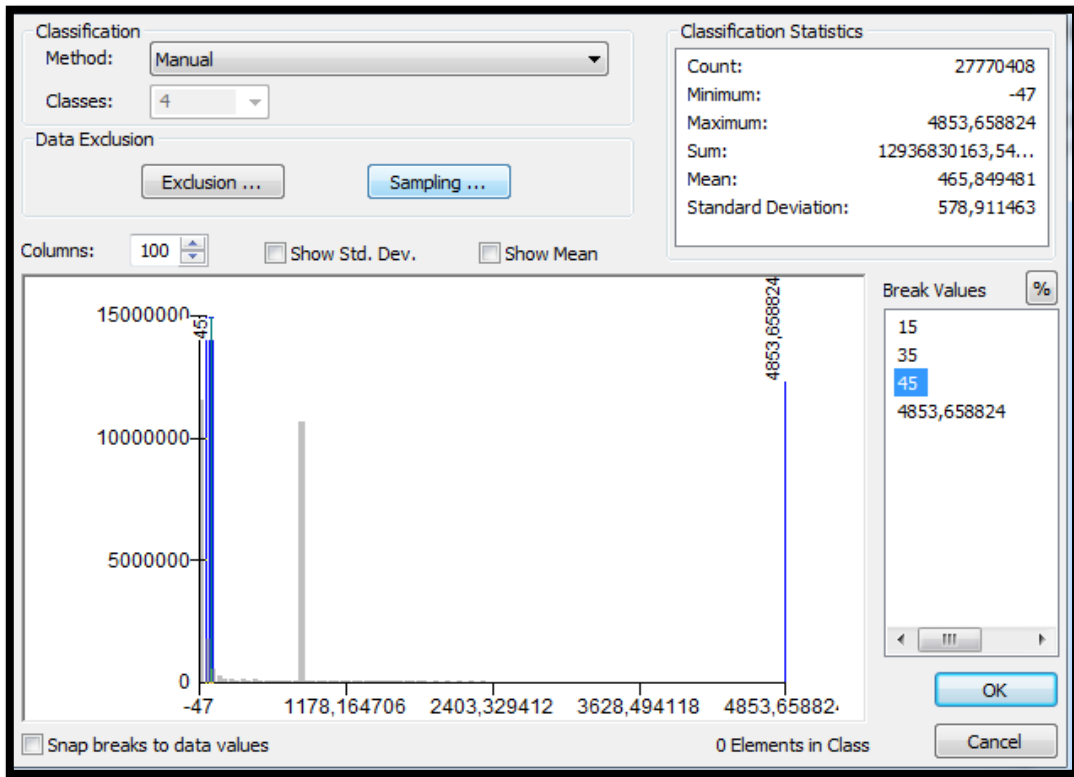 Classification
Method: Manual
Classes: 4
Data Exclusion
Exclusion ...
Sampling ...
Classification Statistics
Count: 27770408
Minimum: -47
Maximum: 4853,658824
Sum: 12936830163,54...
Mean: 465,849481
Standard Deviation: 578,911463
Columns: 100
Show Std. Dev.
Show Mean
Break Values
%
15
35
45
4853,658824
15000000
10000000
5000000
0
45
4853,658824
-47
1178,164706
2403,329412
3628,494118
4853,65882
OK
Snap breaks to data values
0 Elements in Class
Cancel